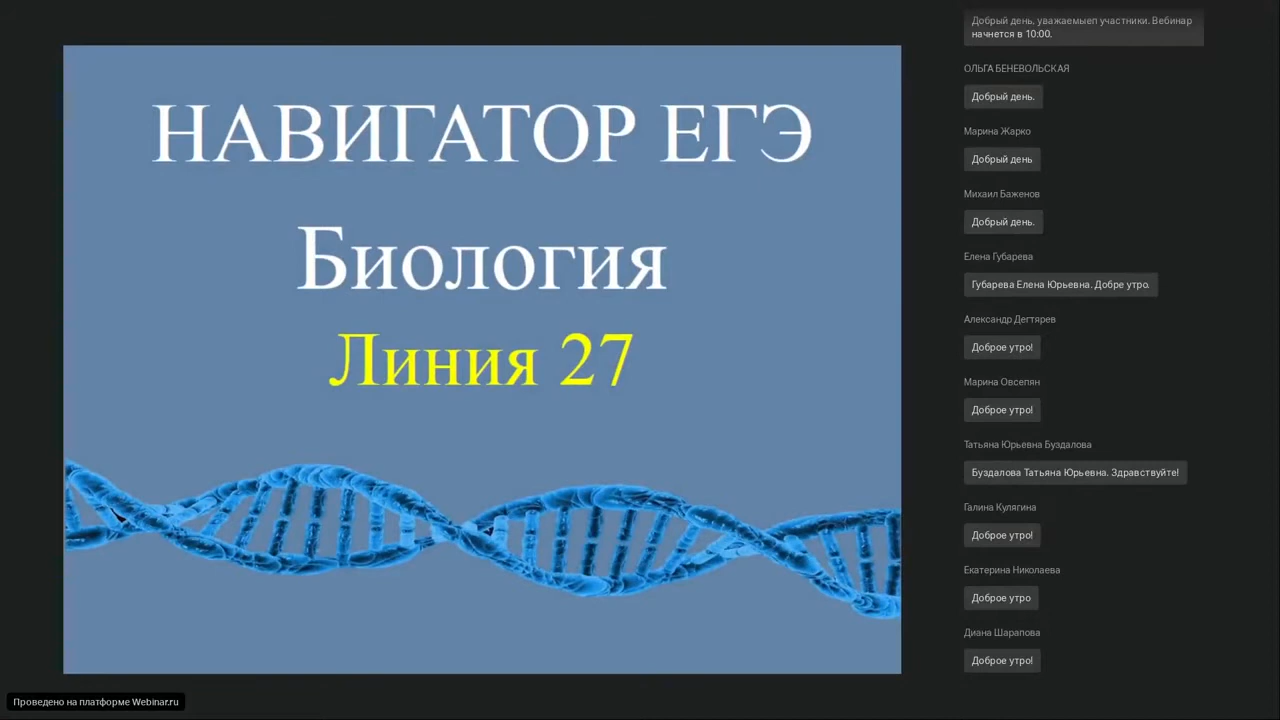 НАВИГАТОР ЕГЭ
Биология
Линия 27
Добрый день, уважаемыеп участники. Вебинар
начнется в 10:00.
ОЛЬГА БЕНЕВОЛЬСКАЯ
Добрый день.
Марина Жарко
Добрый день
Михаил Баженов
Добрый день.
Елена Губарева
Губарева Елена Юрьевна. Добре утро.
Александр Дегтярев
Доброе утро!
Марина Овсепян
Доброе утро!
Татьяна Юрьевна Буздалова
Буздалова Татьяна Юрьевна. Здравствуйте!
Галина Кулягина
Доброе утро!
Екатерина Николаева
Доброе утро
Диана Шарапова
Доброе утро!
Проведено на платформе Webinar.ru